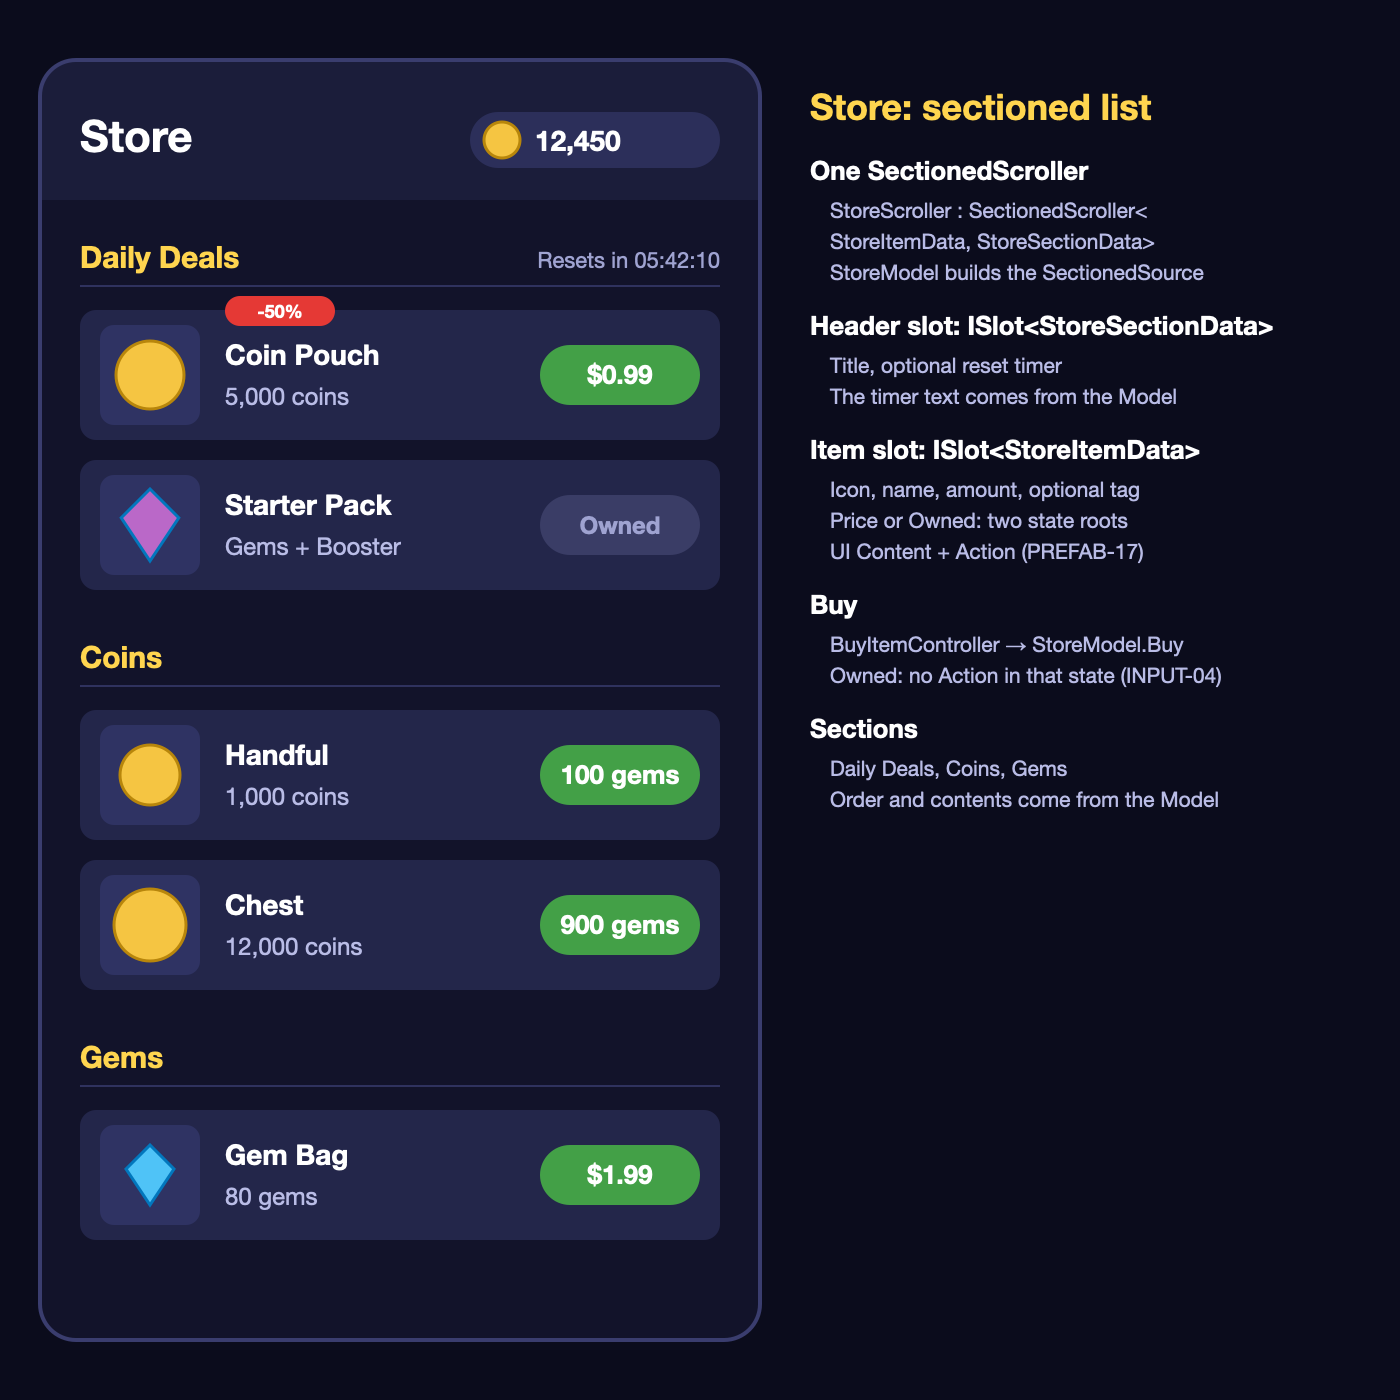 Store
12,450
Daily Deals
Resets in 05:42:10
-50%
Coin Pouch
5,000 coins
$0.99
Starter Pack
Gems + Booster
Owned
Coins
Handful
1,000 coins
100 gems
Chest
12,000 coins
900 gems
Gems
Gem Bag
80 gems
$1.99
Store: sectioned list
One SectionedScroller
StoreScroller : SectionedScroller<
StoreItemData, StoreSectionData>
StoreModel builds the SectionedSource
Header slot: ISlot<StoreSectionData>
Title, optional reset timer
The timer text comes from the Model
Item slot: ISlot<StoreItemData>
Icon, name, amount, optional tag
Price or Owned: two state roots
UI Content + Action (PREFAB-17)
Buy
BuyItemController → StoreModel.Buy
Owned: no Action in that state (INPUT-04)
Sections
Daily Deals, Coins, Gems
Order and contents come from the Model